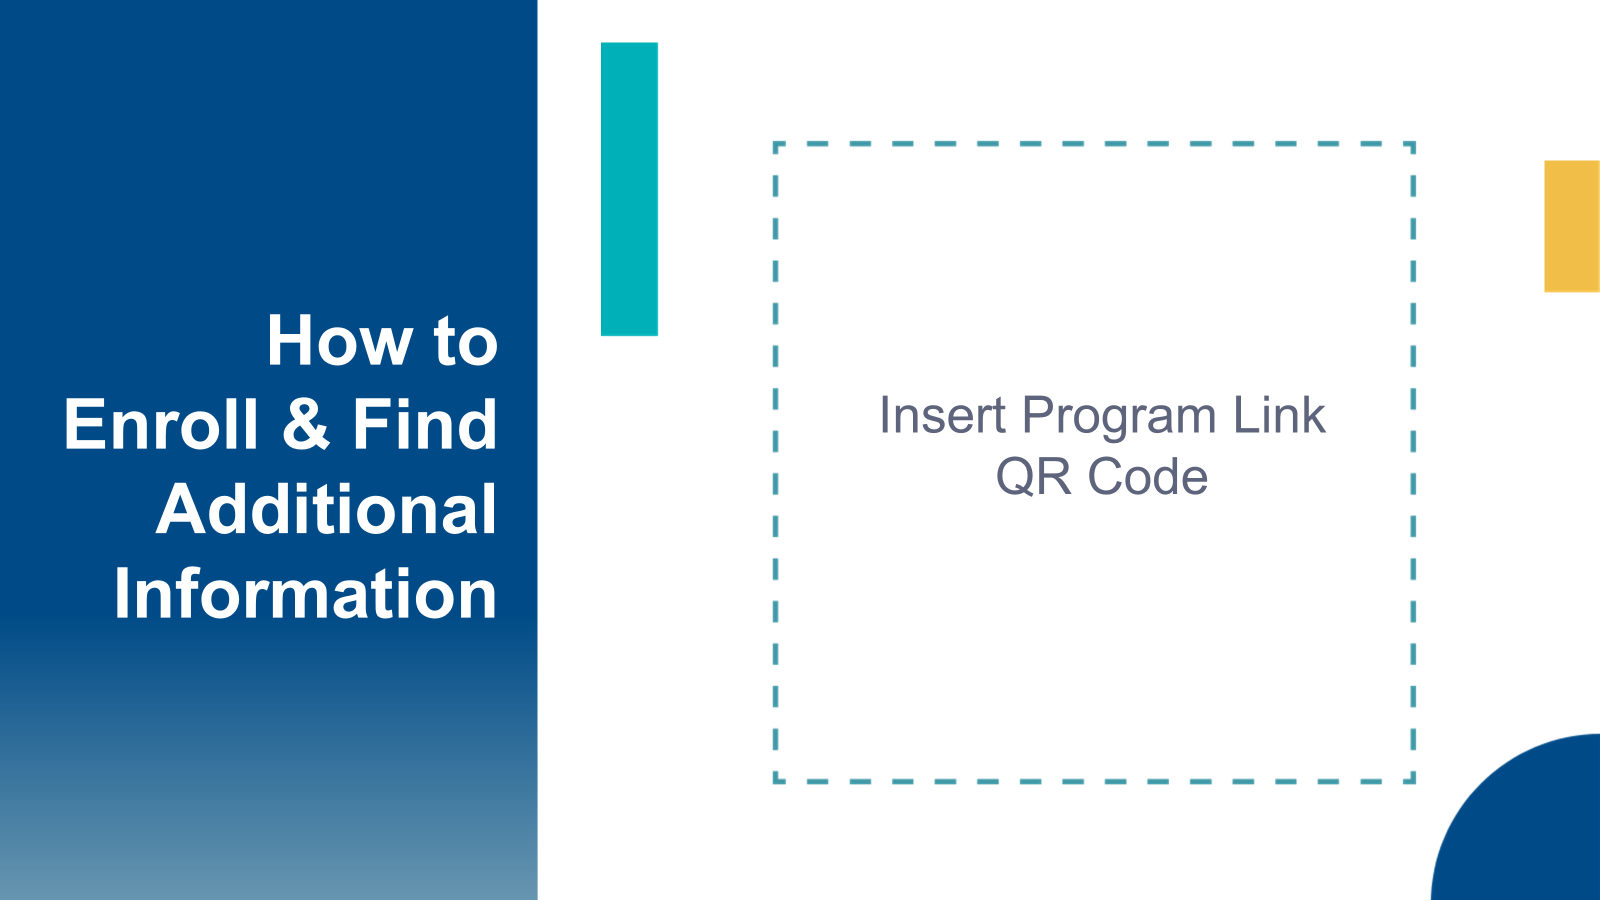 How to
Enroll & Find
Additional
Information
Insert Program Link
QR Code